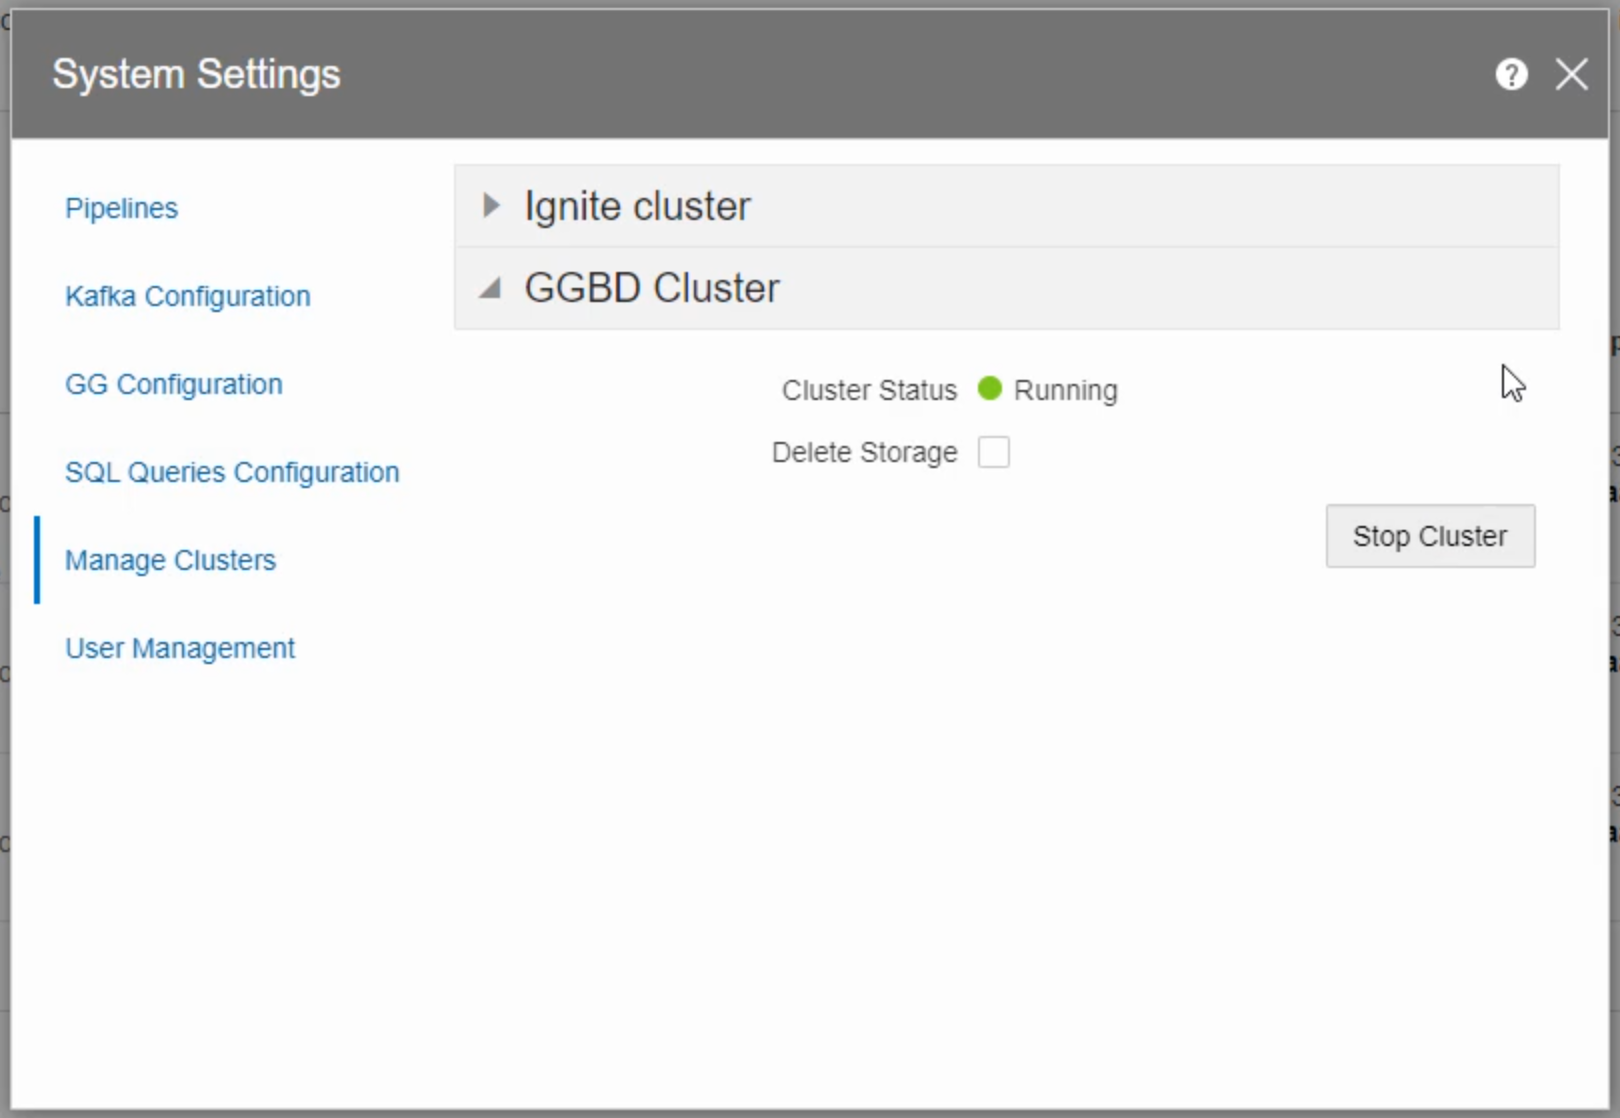 System Settings
Pipelines
Kafka Configuration
GG Configuration
SQL Queries Configuration
Manage Clusters
User Management
Ignite cluster
GGBD Cluster
Cluster Status Running
Delete Storage
Stop Cluster